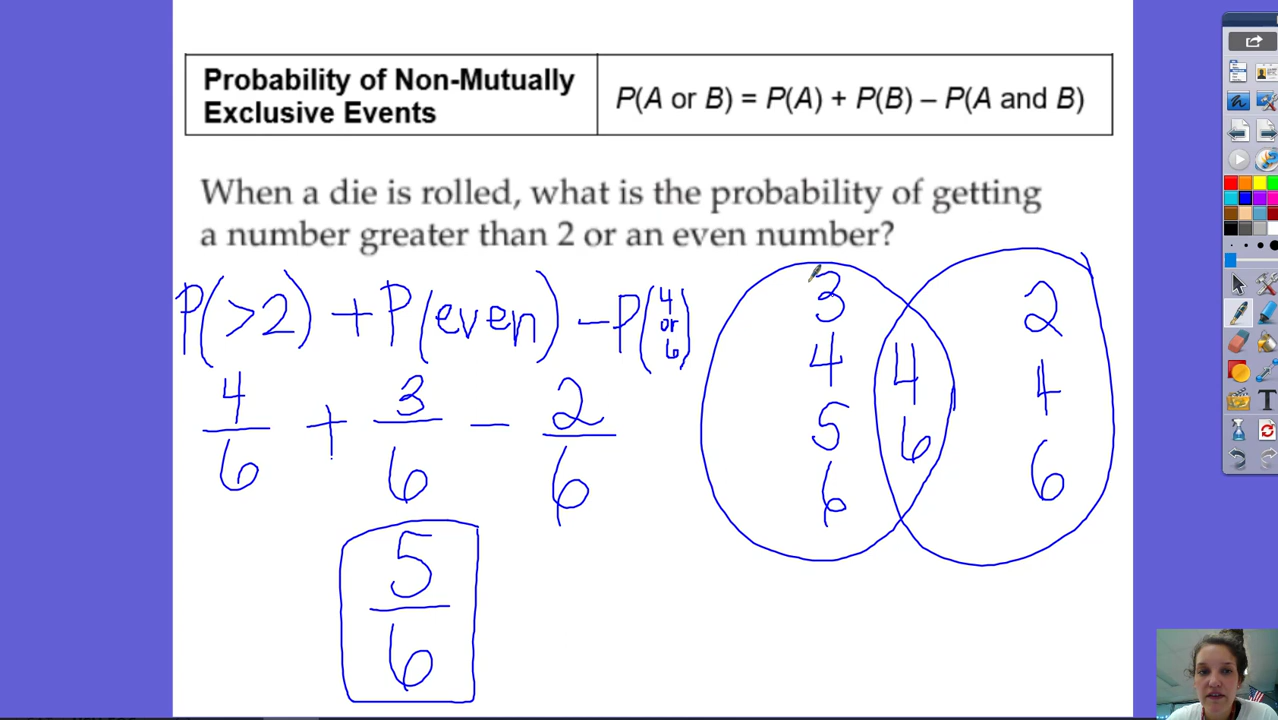 Probability of Non-Mutually
Exclusive Events
P(A or B) = P(A) + P(B) – P(A and B)
When a die is rolled, what is the probability of getting
a number greater than 2 or an even number?
P(>2) + P(even) - P(4 or 6)
4/6 + 3/6 - 2/6
5/6
3
4
5
6
4
6
2
4
6
T